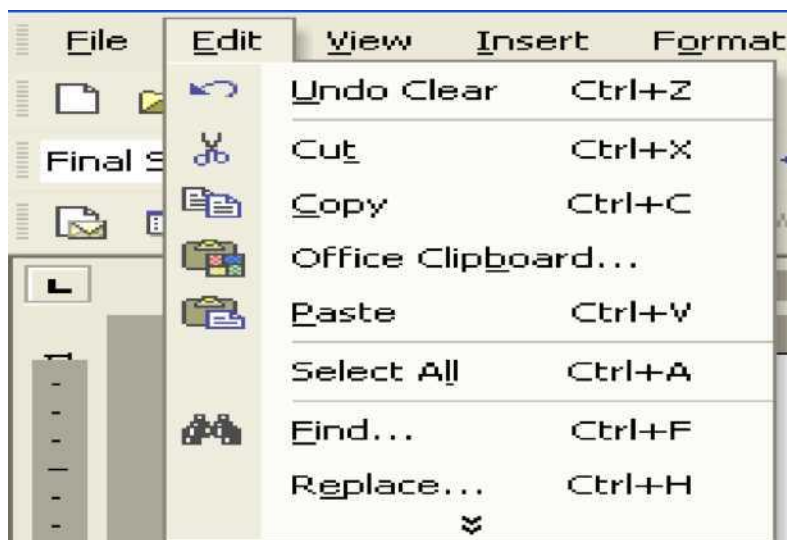 File Edit View Insert Format
Undo Clear Ctrl+Z
Cut Ctrl+X
Final
Copy Ctrl+C
Office Clipboard...
Paste Ctrl+V
Select All Ctrl+A
Find... Ctrl+F
Replace... Ctrl+H